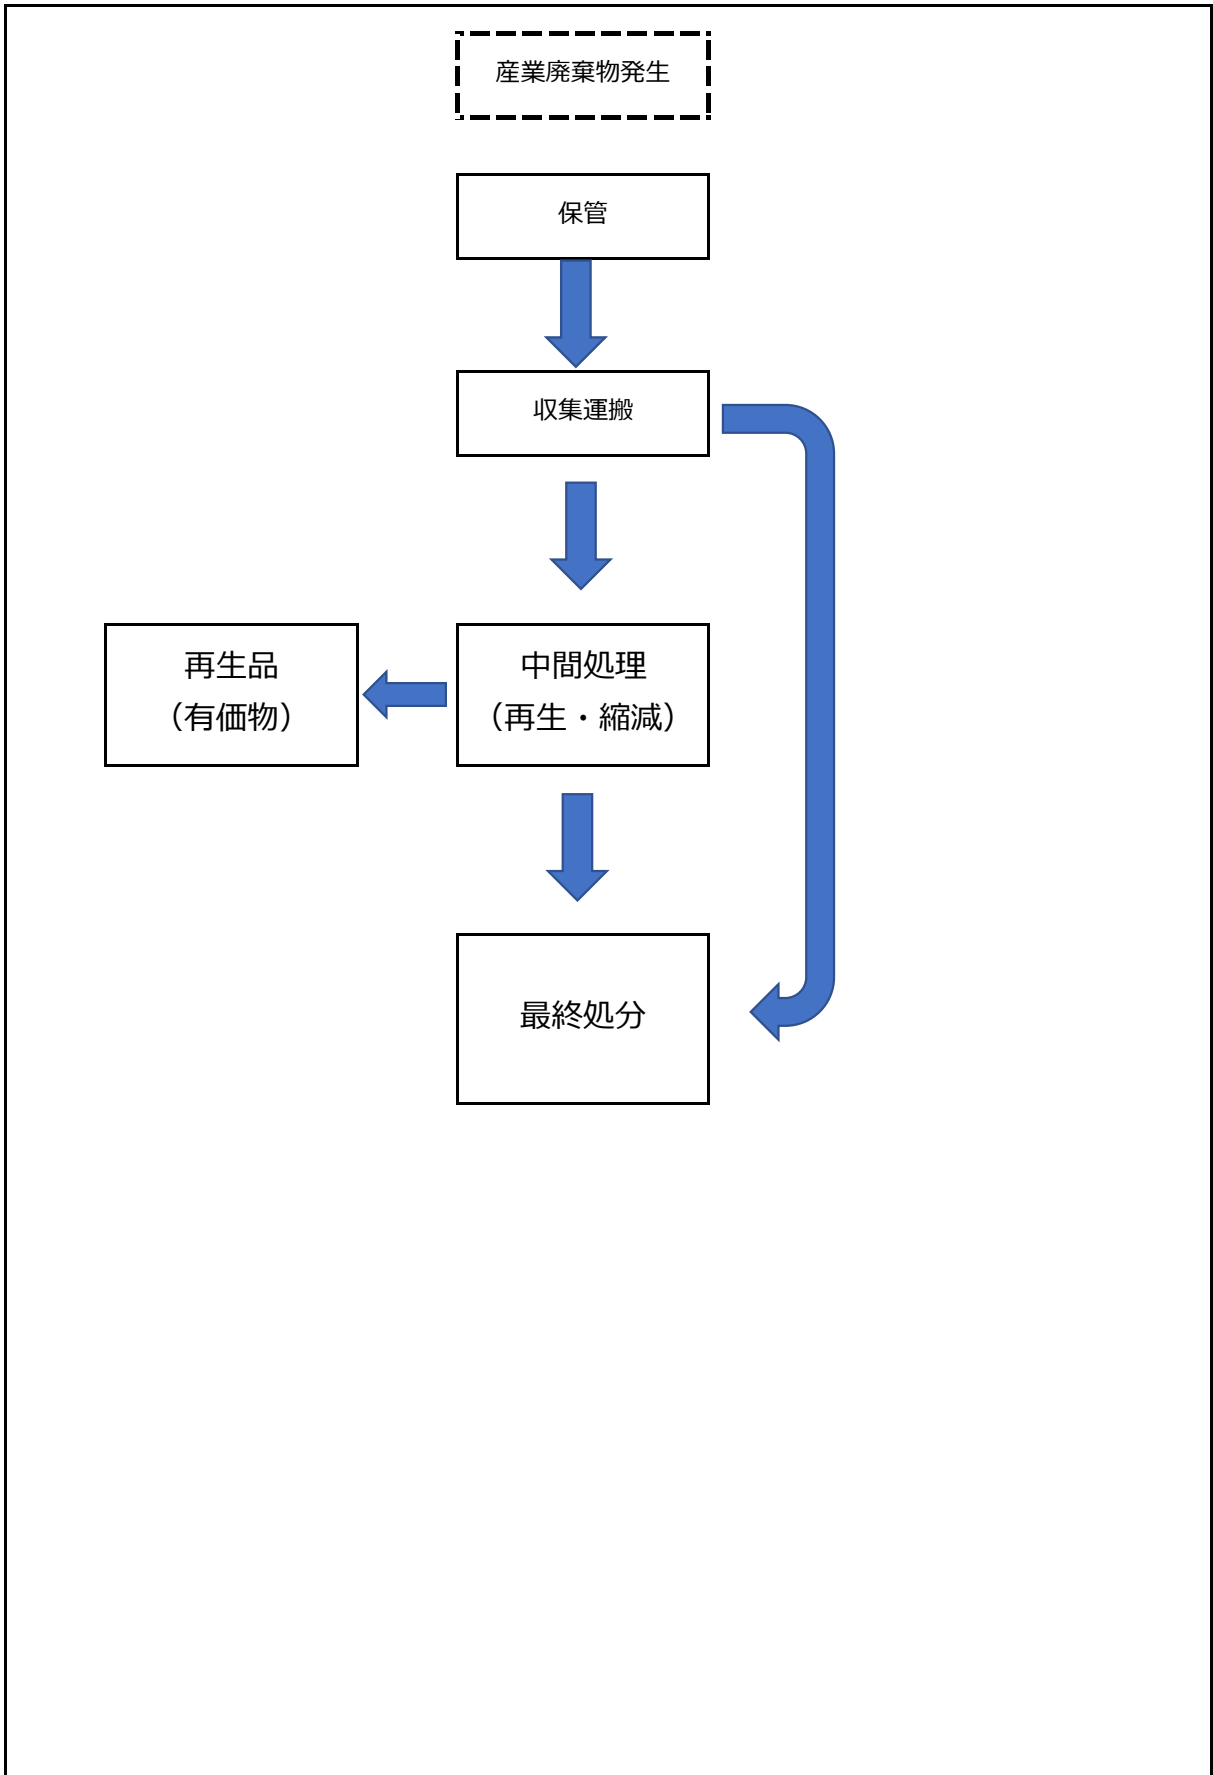 産業廃棄物発生
保管
収集運搬
再生品
（有価物）
中間処理
（再生・縮減）
最終処分